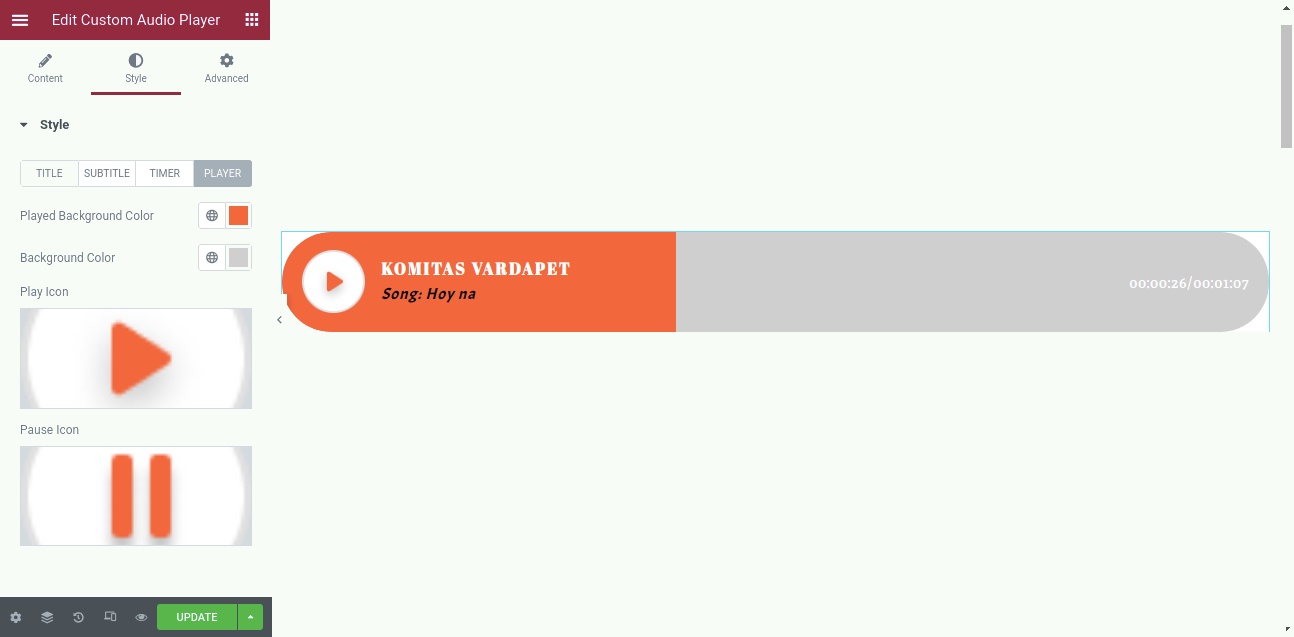 Edit Custom Audio Player
Content
Style
Advanced
Style
TITLE
SUBTITLE
TIMER
PLAYER
Played Background Color
Background Color
Play Icon
Pause Icon
UPDATE
KOMITAS VARDAPET
Song: Hoy na
00:00:26/00:01:07